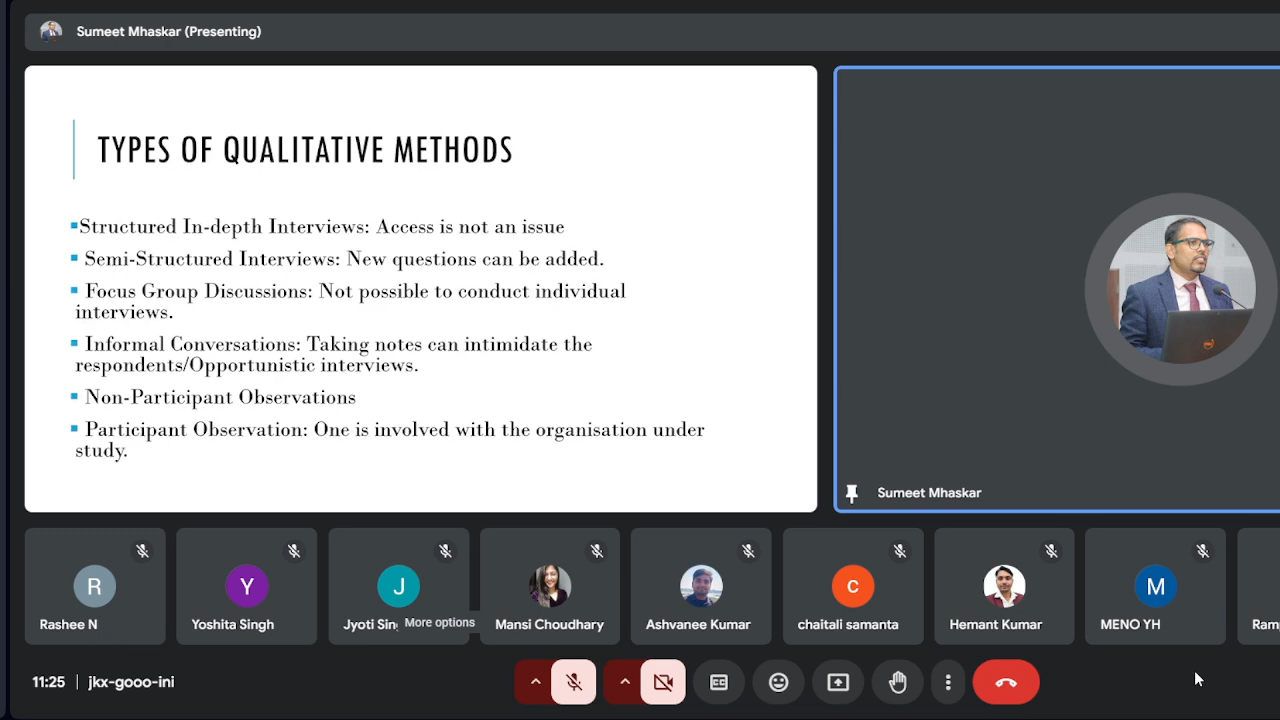 Sumeet Mhaskar (Presenting)
TYPES OF QUALITATIVE METHODS
▪Structured In-depth Interviews: Access is not an issue
▪ Semi-Structured Interviews: New questions can be added.
▪ Focus Group Discussions: Not possible to conduct individual
interviews.
▪ Informal Conversations: Taking notes can intimidate the
respondents/Opportunistic interviews.
▪ Non-Participant Observations
▪ Participant Observation: One is involved with the organisation under
study.
Sumeet Mhaskar
R
Y
J
c
M
Rashee N
Yoshita Singh
Jyoti
More options
Mansi Choudhary
Ashvanee Kumar
chaitali samanta
Hemant Kumar
MENO YH
11:25 | jkx-gooo-ini
CC